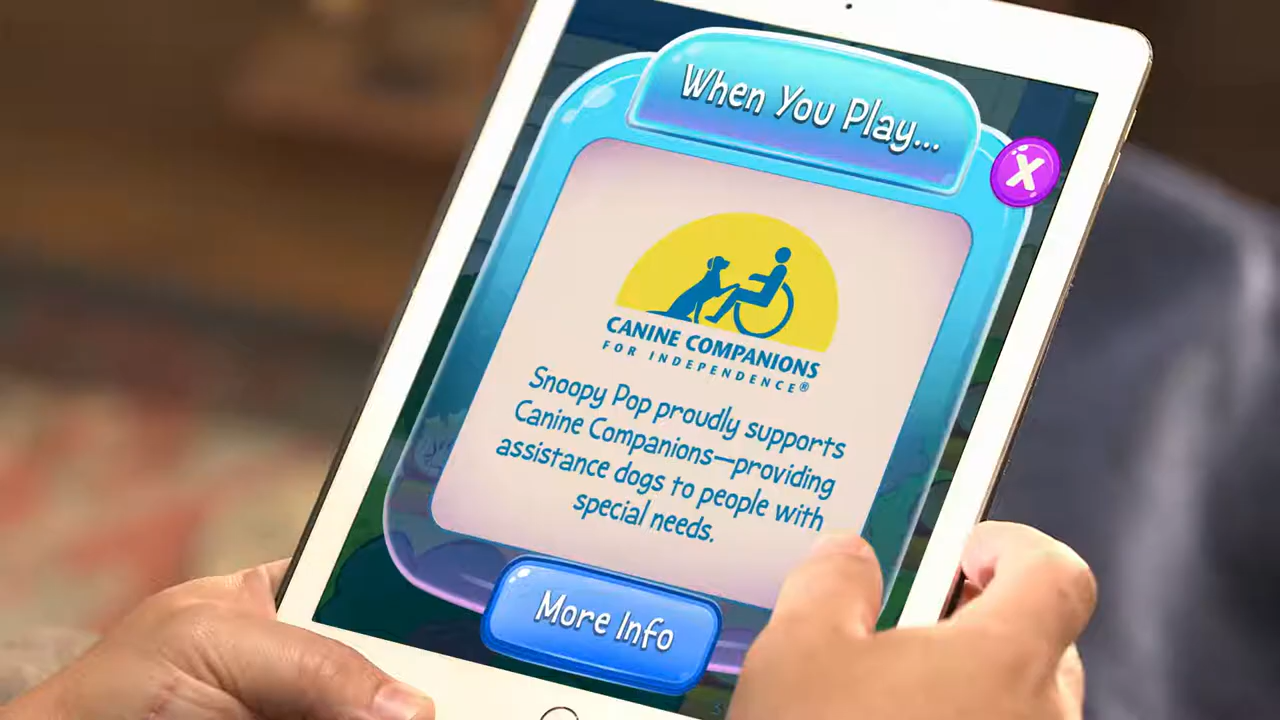 When You Play...
X
CANINE COMPANIONS
FOR INDEPENDENCE®
Snoopy Pop proudly supports
Canine Companions—providing
assistance dogs to people with
special needs.
More Info